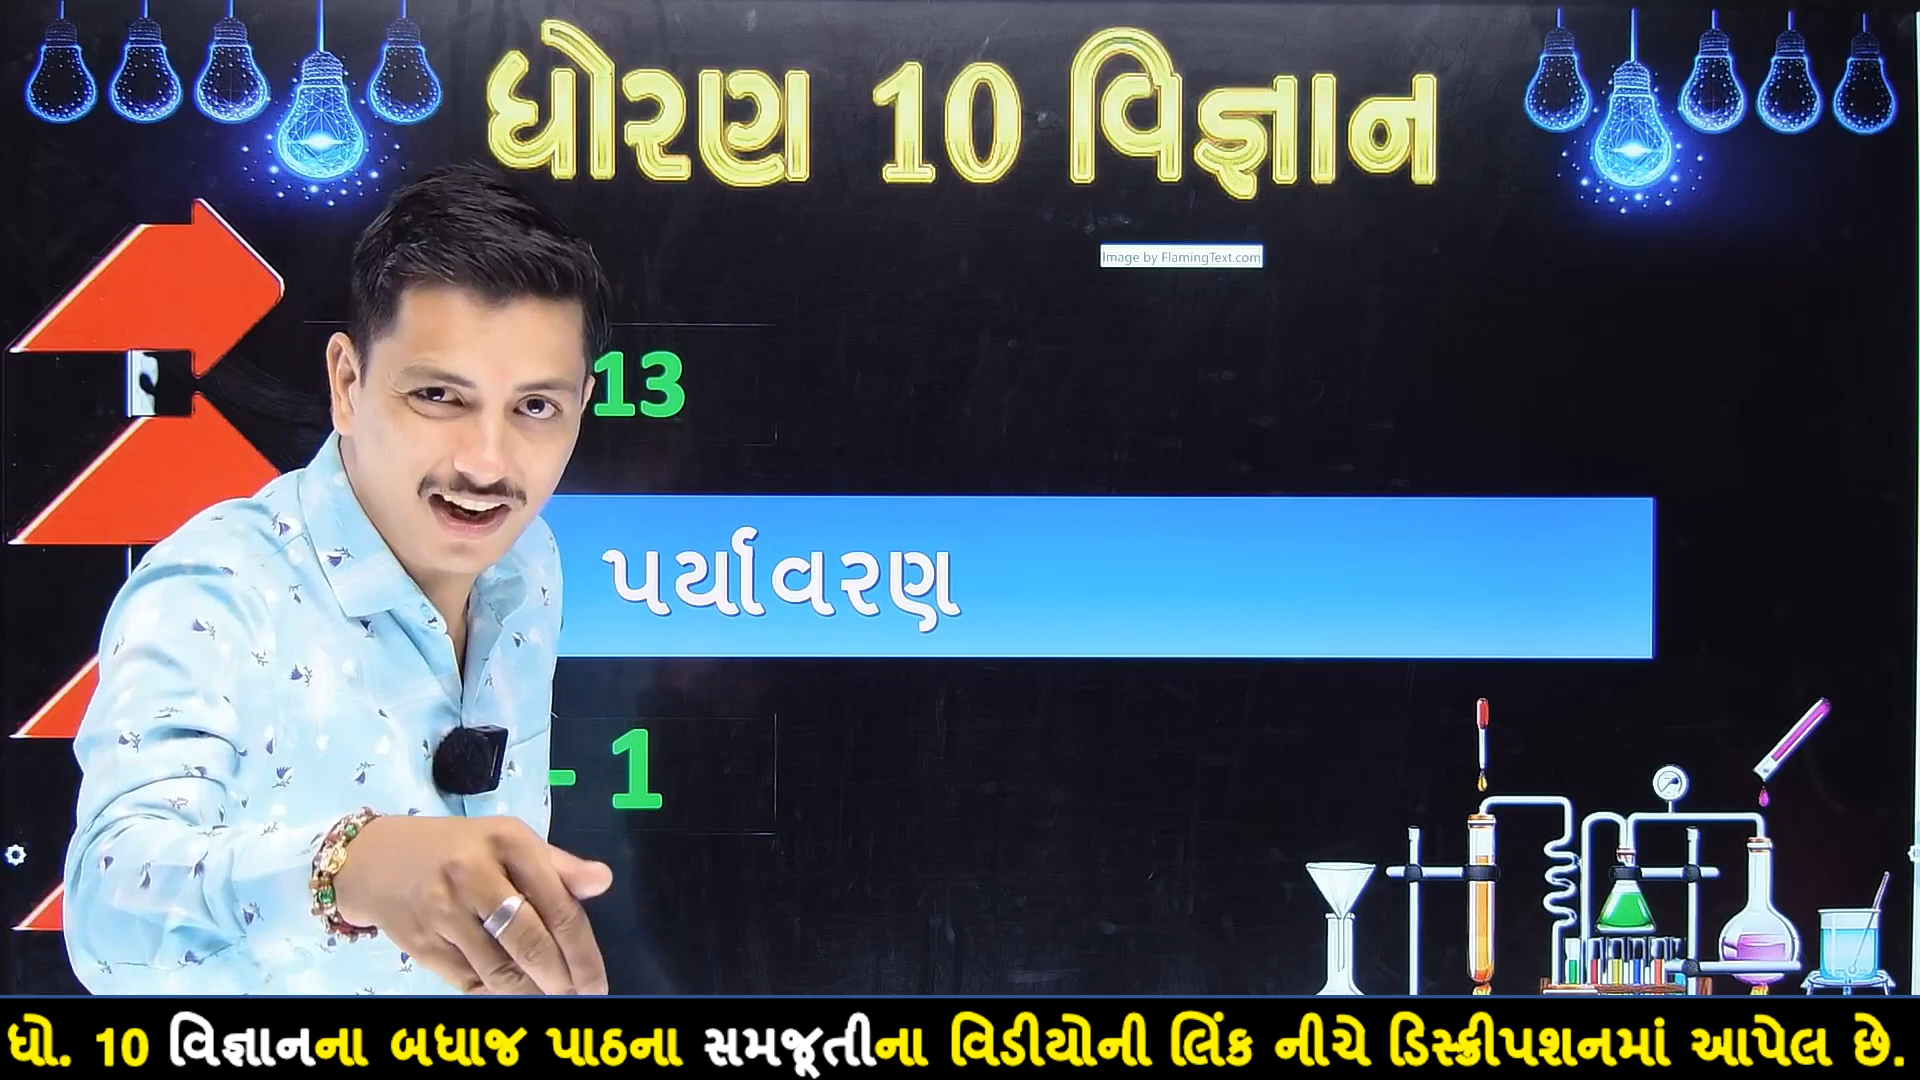 ધોરણ 10 વિજ્ઞાન
Image by FlamingText.com
13
પર્યાવરણ
- 1
ધો. 10 વિજ્ઞાનના બધાજ પાઠના સમજૂતીના વિડીયોની લિંક નીચે ડિસ્ક્રીપશનમાં આપેલ છે.